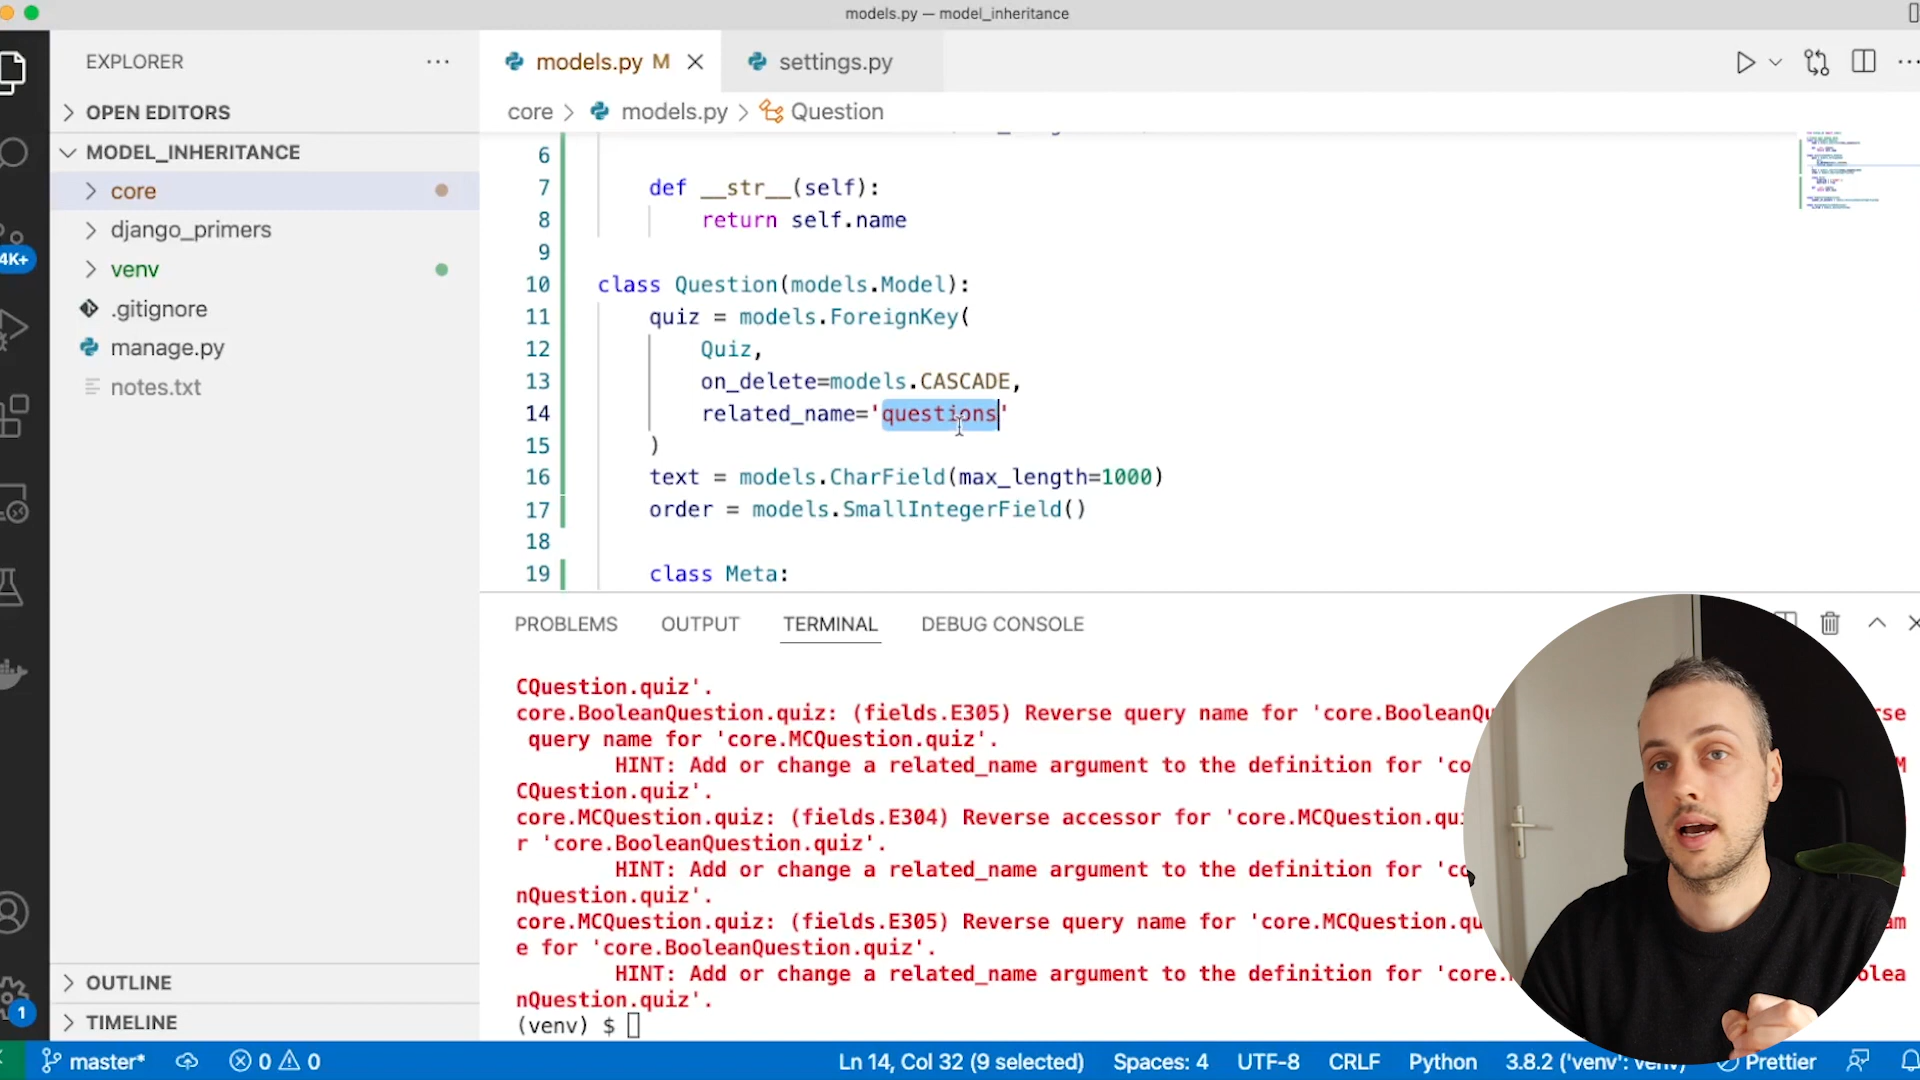 models.py — model_inheritance
EXPLORER
models.py M
settings.py
OPEN EDITORS
core > models.py > Question
MODEL_INHERITANCE
core
django_primers
venv
.gitignore
manage.py
notes.txt
4K+
6
7 def __str__(self):
8 return self.name
9
10 class Question(models.Model):
11 quiz = models.ForeignKey(
12 Quiz,
13 on_delete=models.CASCADE,
14 related_name='questions'
15 )
16 text = models.CharField(max_length=1000)
17 order = models.SmallIntegerField()
18
19 class Meta:
PROBLEMS OUTPUT TERMINAL DEBUG CONSOLE
CQuestion.quiz'.
core.BooleanQuestion.quiz: (fields.E305) Reverse query name for 'core.BooleanQu rse
query name for 'core.MCQuestion.quiz'.
HINT: Add or change a related_name argument to the definition for 'co M
CQuestion.quiz'.
core.MCQuestion.quiz: (fields.E304) Reverse accessor for 'core.MCQuestion.qui
r 'core.BooleanQuestion.quiz'.
HINT: Add or change a related_name argument to the definition for 'co a
nQuestion.quiz'.
core.MCQuestion.quiz: (fields.E305) Reverse query name for 'core.MCQuestion.qu am
e for 'core.BooleanQuestion.quiz'.
HINT: Add or change a related_name argument to the definition for 'core. olea
nQuestion.quiz'.
(venv) $
OUTLINE
TIMELINE
1
master* 0 0 Ln 14, Col 32 (9 selected) Spaces: 4 UTF-8 CRLF Python 3.8.2 ('venv': venv) Prettier